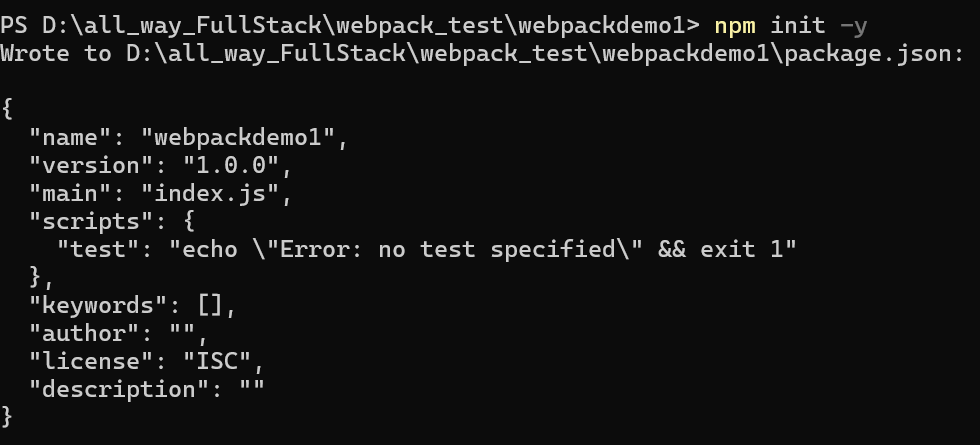 PS D:\all_way_FullStack\webpack_test\webpackdemo1> npm init -y
Wrote to D:\all_way_FullStack\webpack_test\webpackdemo1\package.json:

{
  "name": "webpackdemo1",
  "version": "1.0.0",
  "main": "index.js",
  "scripts": {
    "test": "echo \"Error: no test specified\" && exit 1"
  },
  "keywords": [],
  "author": "",
  "license": "ISC",
  "description": ""
}